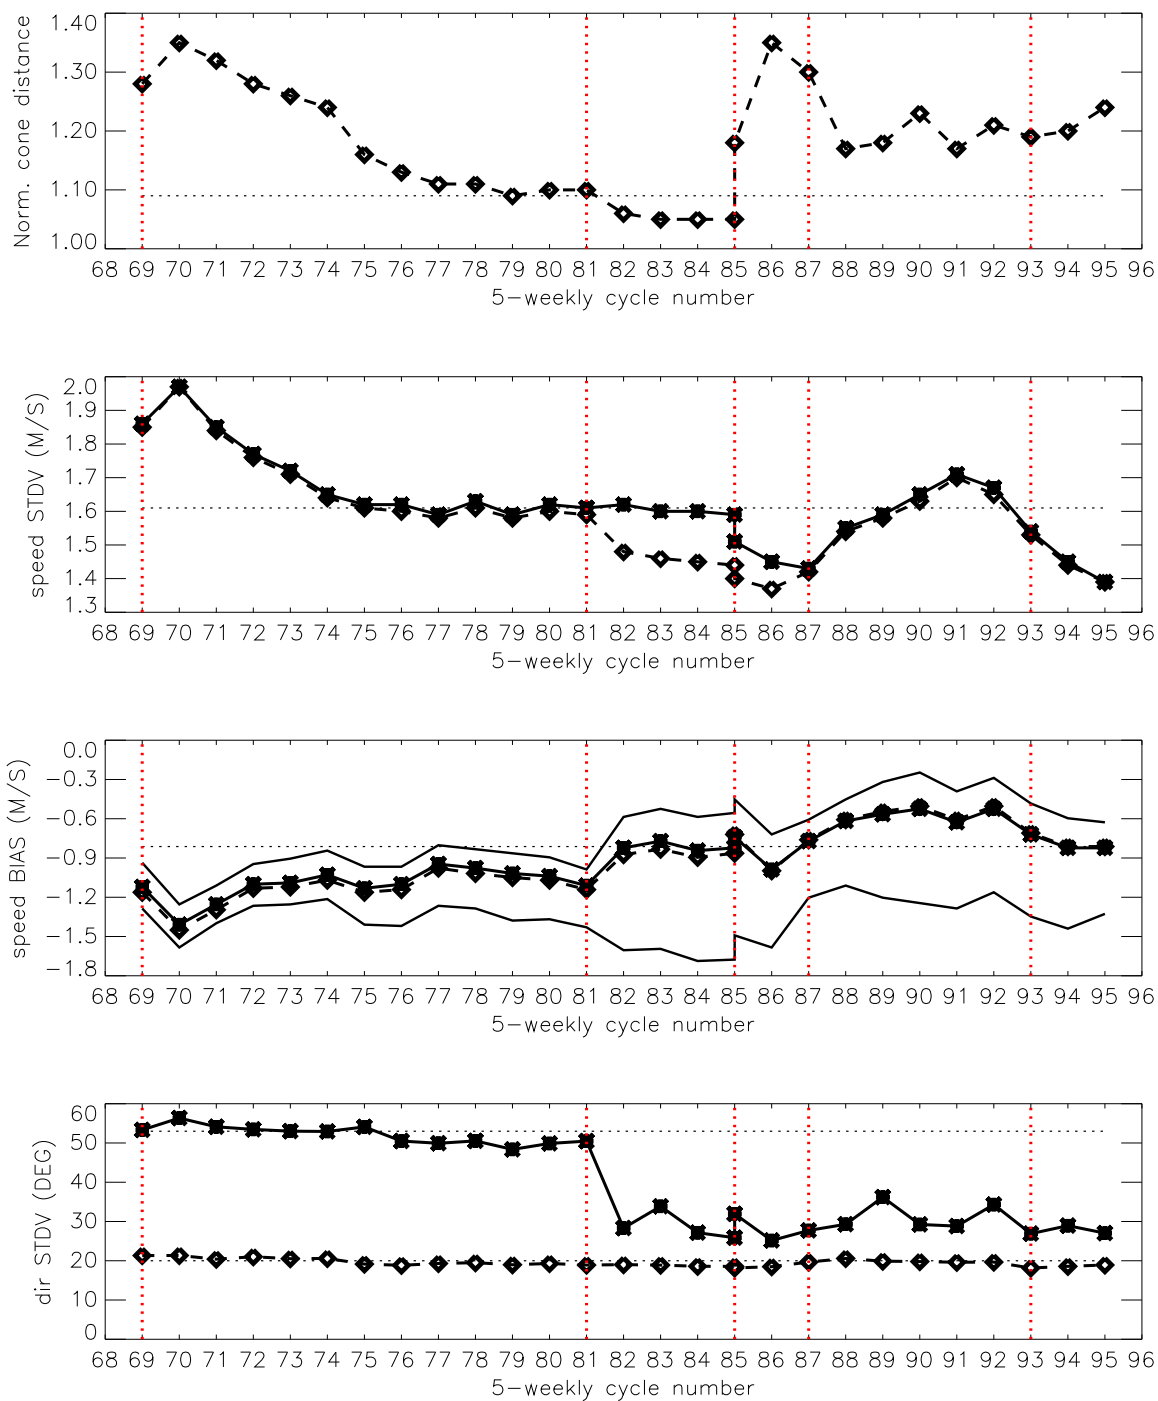 Norm. cone distance
1.40
1.30
1.20
1.10
1.00
68 69 70 71 72 73 74 75 76 77 78 79 80 81 82 83 84 85 86 87 88 89 90 91 92 93 94 95 96
5-weekly cycle number
speed STDV (M/S)
2.0
1.9
1.8
1.7
1.6
1.5
1.4
1.3
68 69 70 71 72 73 74 75 76 77 78 79 80 81 82 83 84 85 86 87 88 89 90 91 92 93 94 95 96
5-weekly cycle number
speed BIAS (M/S)
0.0
-0.3
-0.6
-0.9
-1.2
-1.5
-1.8
68 69 70 71 72 73 74 75 76 77 78 79 80 81 82 83 84 85 86 87 88 89 90 91 92 93 94 95 96
5-weekly cycle number
dir STDV (DEG)
60
50
40
30
20
10
0
68 69 70 71 72 73 74 75 76 77 78 79 80 81 82 83 84 85 86 87 88 89 90 91 92 93 94 95 96
5-weekly cycle number